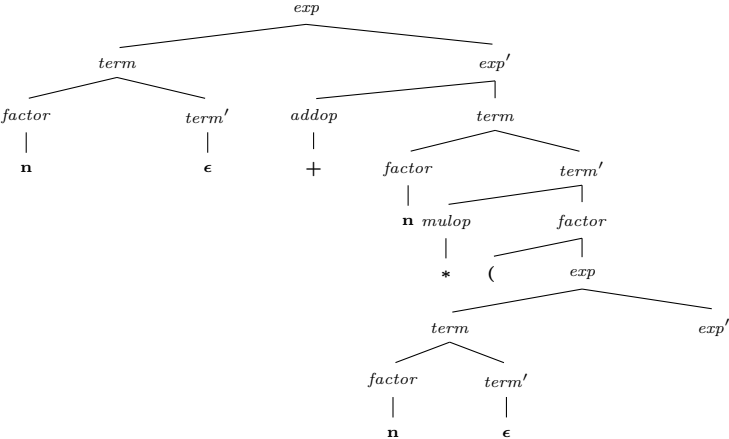 exp
term exp′
factor term′ addop term
n ϵ + factor term′
n mulop factor
* ( exp
term exp′
factor term′
n ϵ